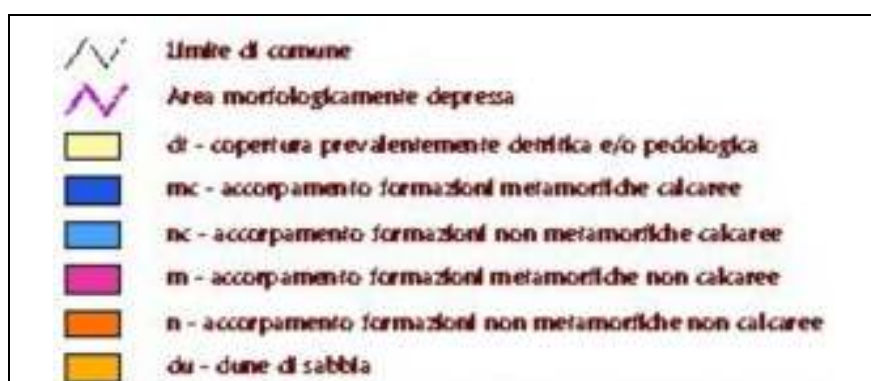 Limite di comune
Area morfologicamente depressa
dt - copertura prevalentemente detritica e/o pedologica
mc - accorpamento formazioni metamorfiche calcaree
nc - accorpamento formazioni non metamorfiche calcaree
m - accorpamento formazioni metamorfiche non calcaree
n - accorpamento formazioni non metamorfiche non calcaree
du - dune di sabbia